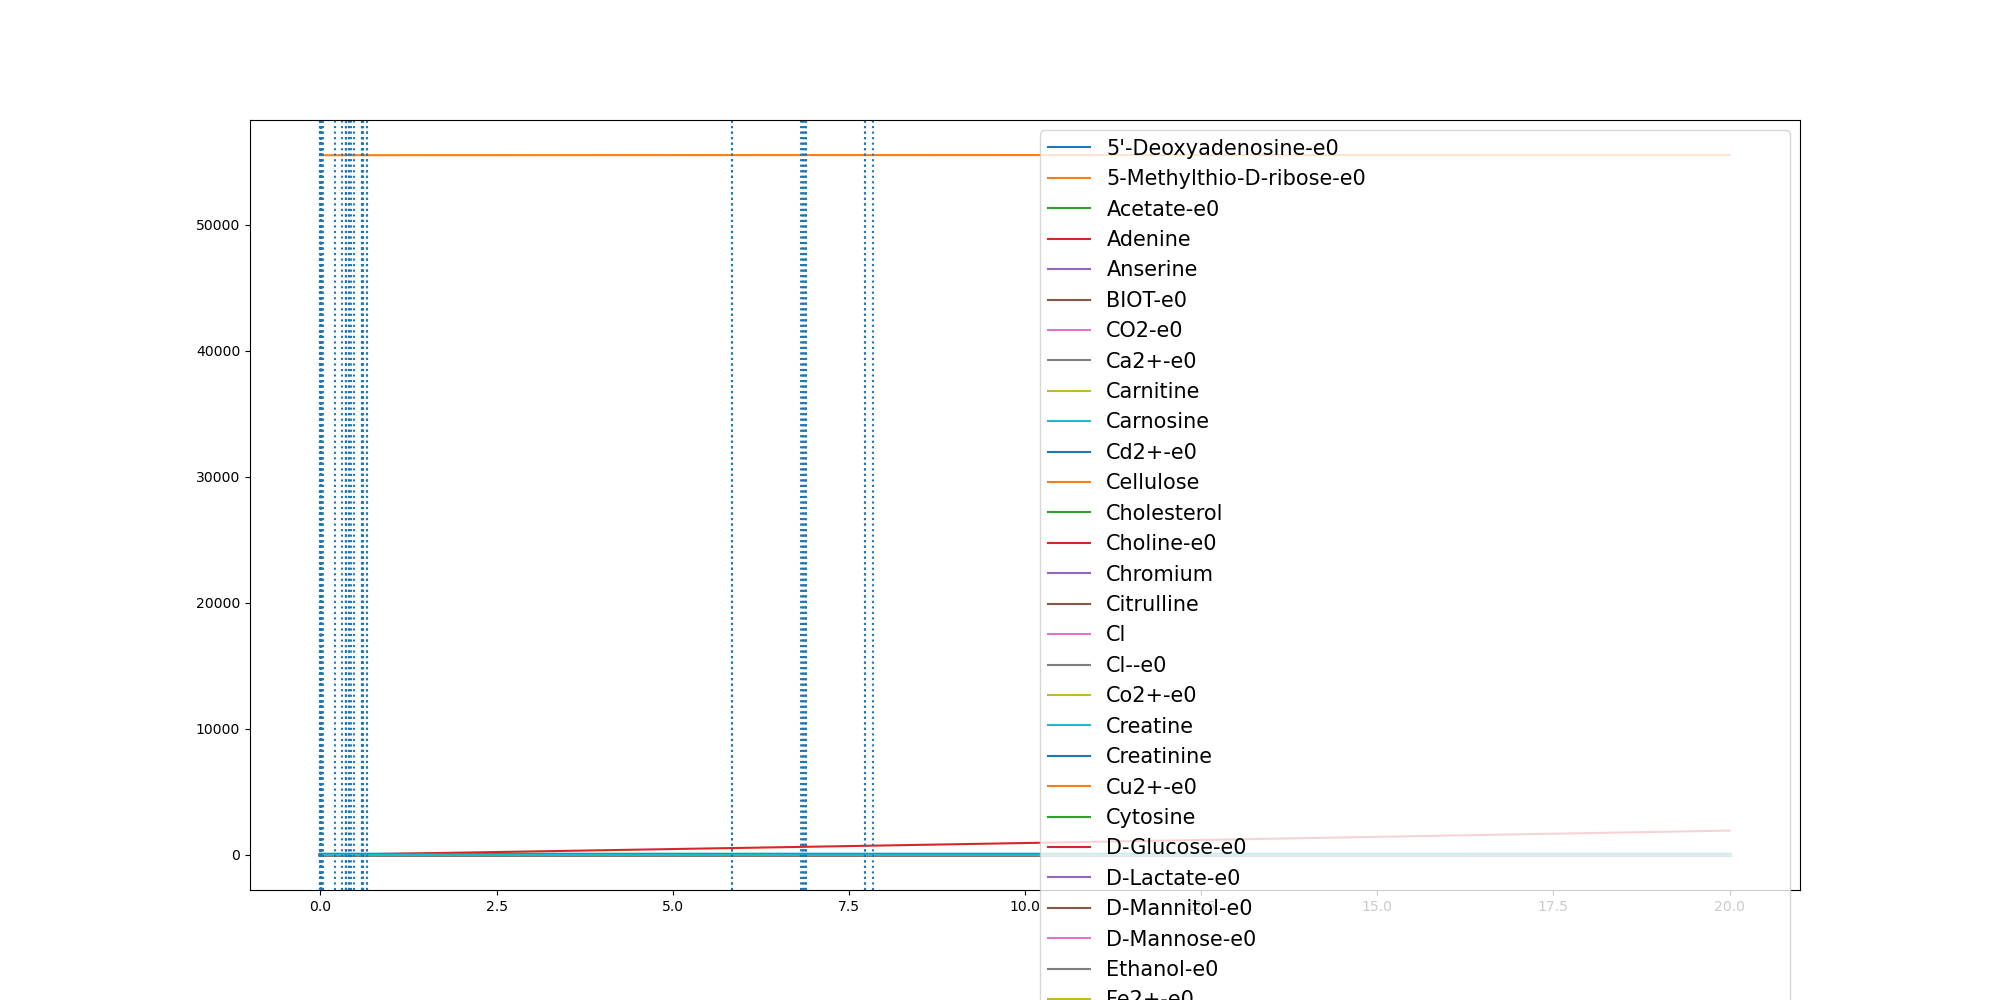 50000
40000
30000
20000
10000
0
0.0
2.5
5.0
7.5
10.0
15.0
17.5
20.0
5'-Deoxyadenosine-e0
5-Methylthio-D-ribose-e0
Acetate-e0
Adenine
Anserine
BIOT-e0
CO2-e0
Ca2+-e0
Carnitine
Carnosine
Cd2+-e0
Cellulose
Cholesterol
Choline-e0
Chromium
Citrulline
Cl
Cl--e0
Co2+-e0
Creatine
Creatinine
Cu2+-e0
Cytosine
D-Glucose-e0
D-Lactate-e0
D-Mannitol-e0
D-Mannose-e0
Ethanol-e0
Fe2+-e0